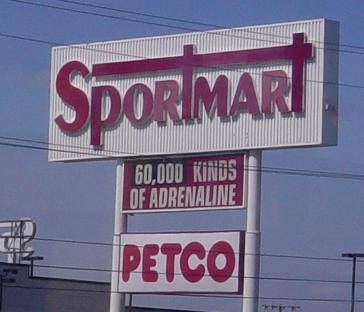 SPORTMART
60,000 KINDS
OF ADRENALINE
PETCO